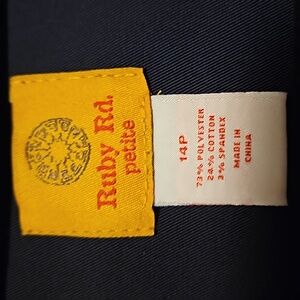 Ruby Rd.
petite
14P
73% POLYESTER
24% COTTON
3% SPANDEX
MADE IN
CHINA